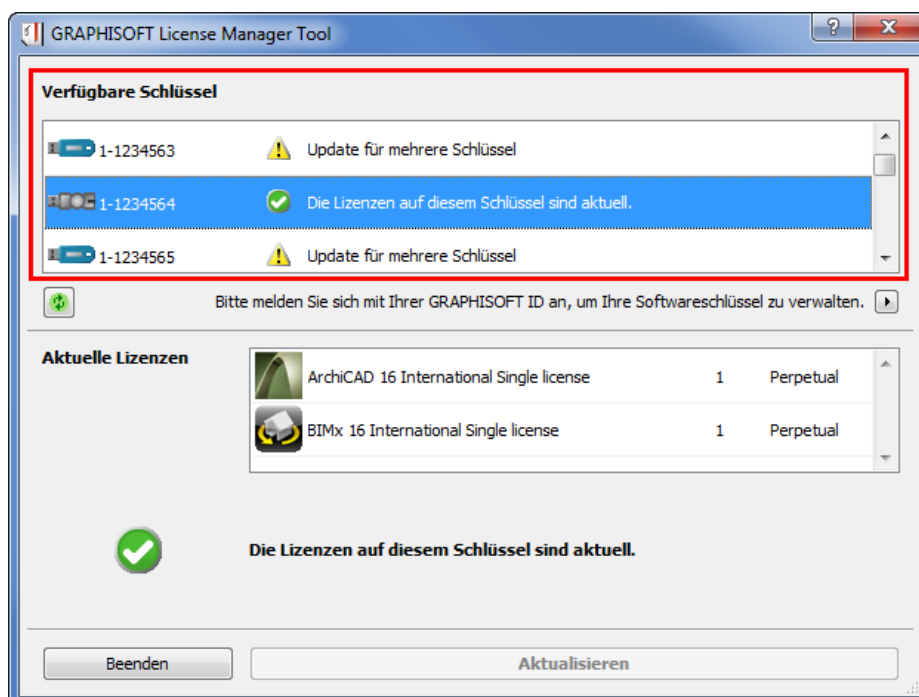 GRAPHISOFT License Manager Tool
Verfügbare Schlüssel
1-1234563 Update für mehrere Schlüssel
1-1234564 Die Lizenzen auf diesem Schlüssel sind aktuell.
1-1234565 Update für mehrere Schlüssel
Bitte melden Sie sich mit Ihrer GRAPHISOFT ID an, um Ihre Softwareschlüssel zu verwalten.
Aktuelle Lizenzen
ArchiCAD 16 International Single license 1 Perpetual
BIMx 16 International Single license 1 Perpetual
Die Lizenzen auf diesem Schlüssel sind aktuell.
Beenden Aktualisieren